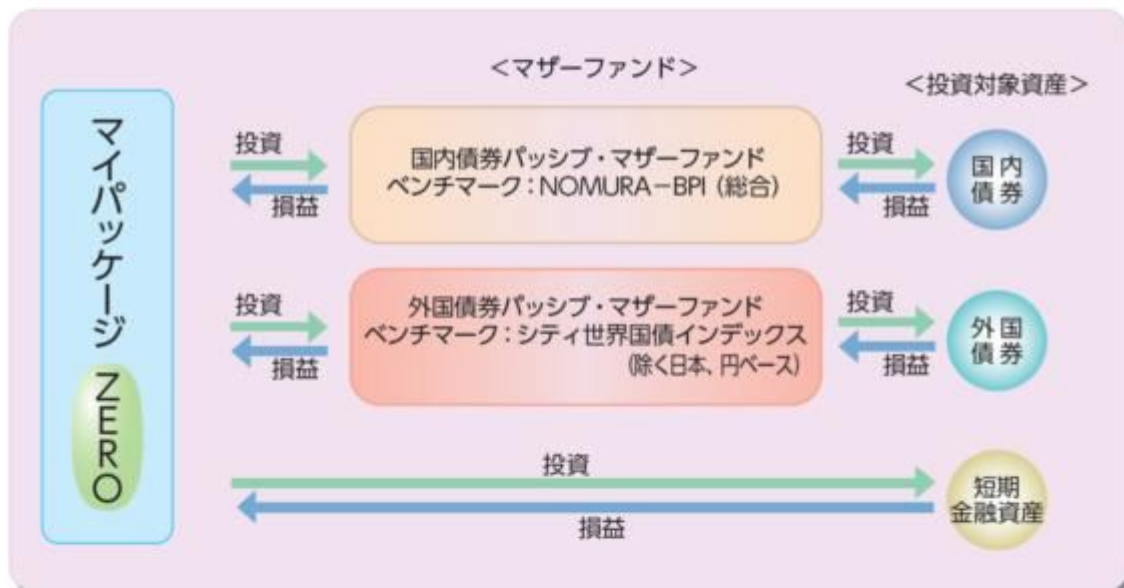 ＜マザーファンド＞
＜投資対象資産＞
マイパッケージ
ZERO
投資
損益
国内債券パッシブ・マザーファンド
ベンチマーク：NOMURA－BPI（総合）
投資
損益
国内
債券
投資
損益
外国債券パッシブ・マザーファンド
ベンチマーク：シティ世界国債インデックス
（除く日本、円ベース）
投資
損益
外国
債券
投資
損益
短期
金融資産